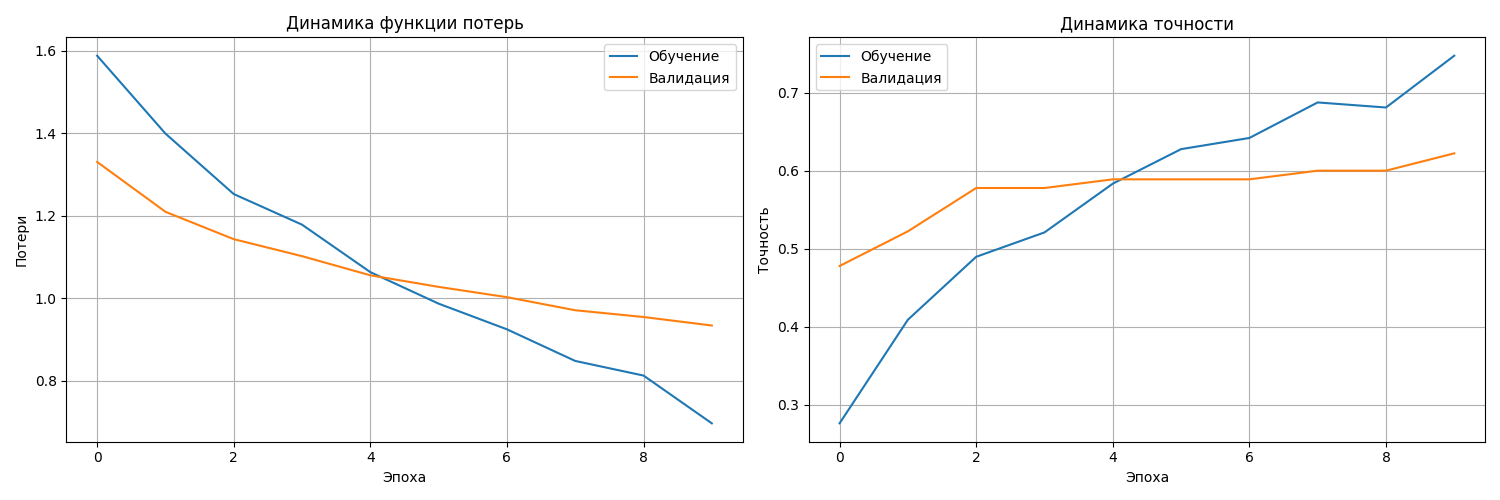 Динамика функции потерь
1.6
1.4
1.2
1.0
0.8
Потери
0
2
4
6
8
Эпоха
Обучение
Валидация
Динамика точности
0.7
0.6
0.5
0.4
0.3
Точность
0
2
4
6
8
Эпоха
Обучение
Валидация